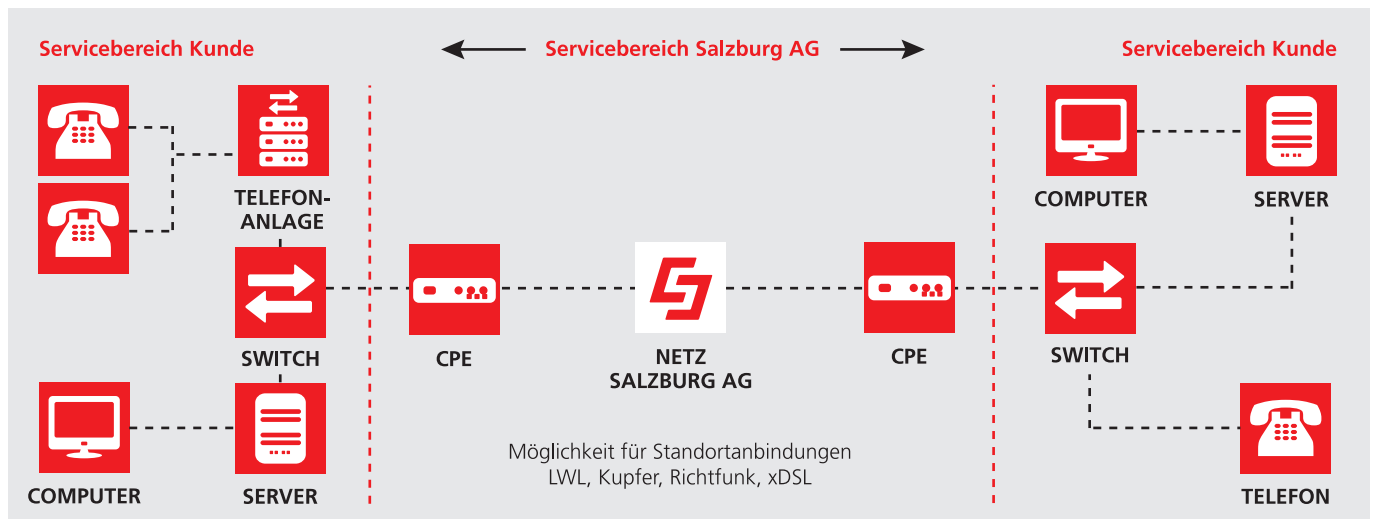 Servicebereich Kunde
Servicebereich Salzburg AG
Servicebereich Kunde
TELEFON-
ANLAGE
COMPUTER
SERVER
SWITCH
CPE
NETZ
SALZBURG AG
CPE
SWITCH
COMPUTER
SERVER
Möglichkeit für Standortanbindungen
LWL, Kupfer, Richtfunk, xDSL
TELEFON